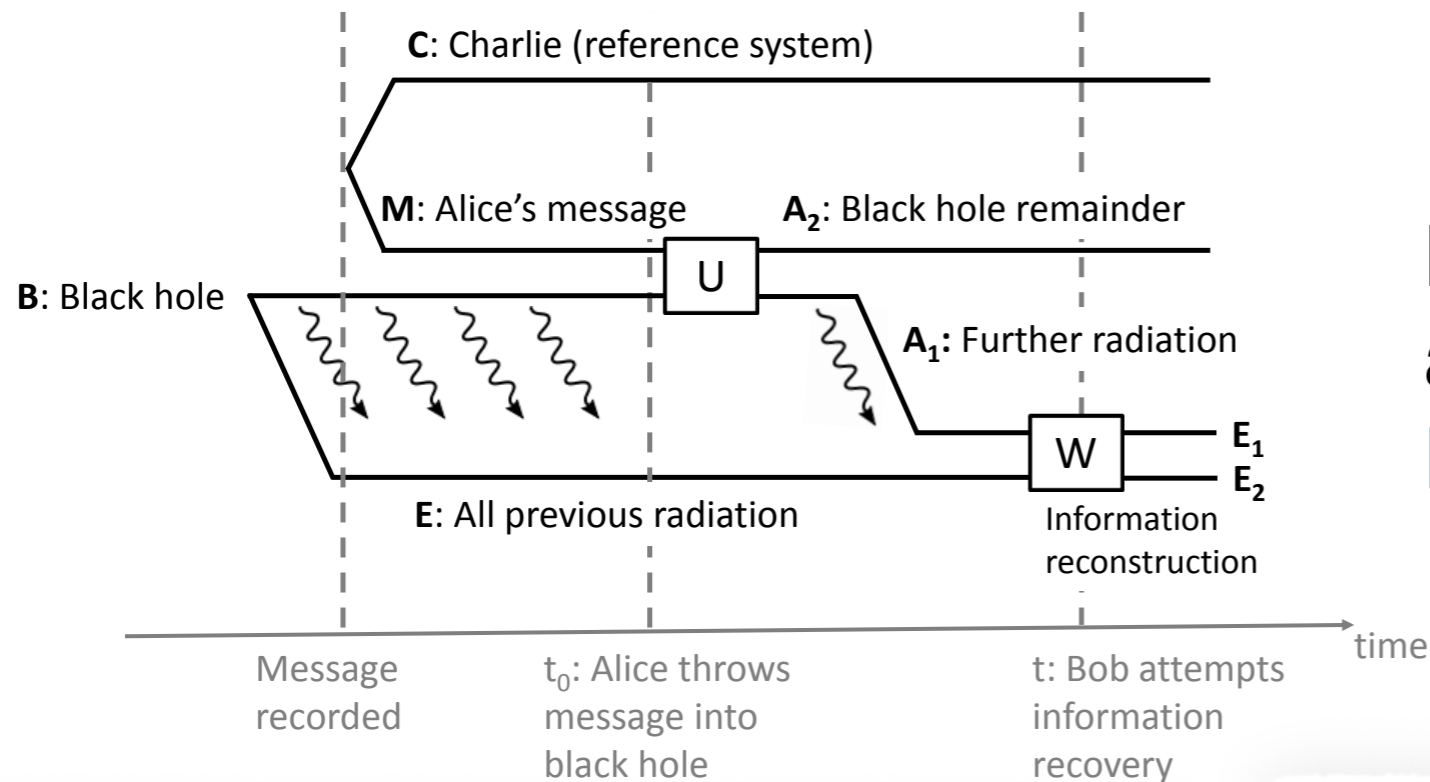 C: Charlie (reference system)
M: Alice’s message
A₂: Black hole remainder
U
B: Black hole
A₁: Further radiation
W
E₁
E₂
E: All previous radiation
Information
reconstruction
time
Message
recorded
t₀: Alice throws
message into
black hole
t: Bob attempts
information
recovery